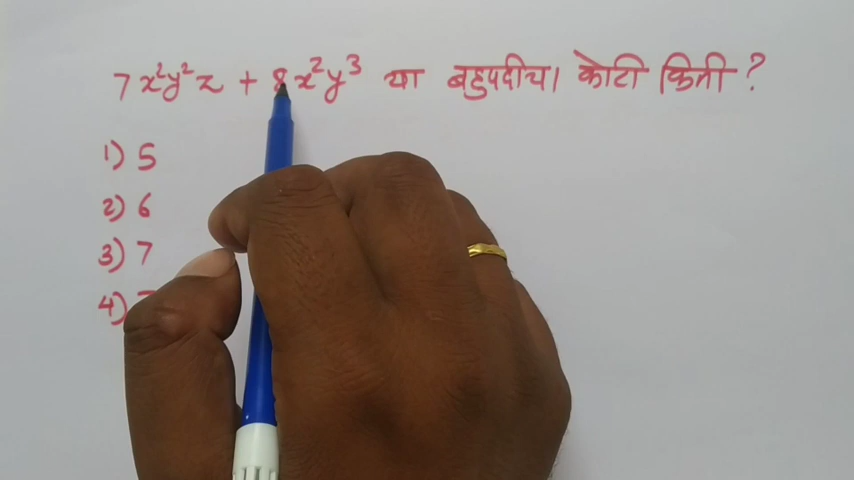 7x²y²z + 8x²y³ या बहुपदीची कोटी किती ?
1) 5
2) 6
3) 7
4)